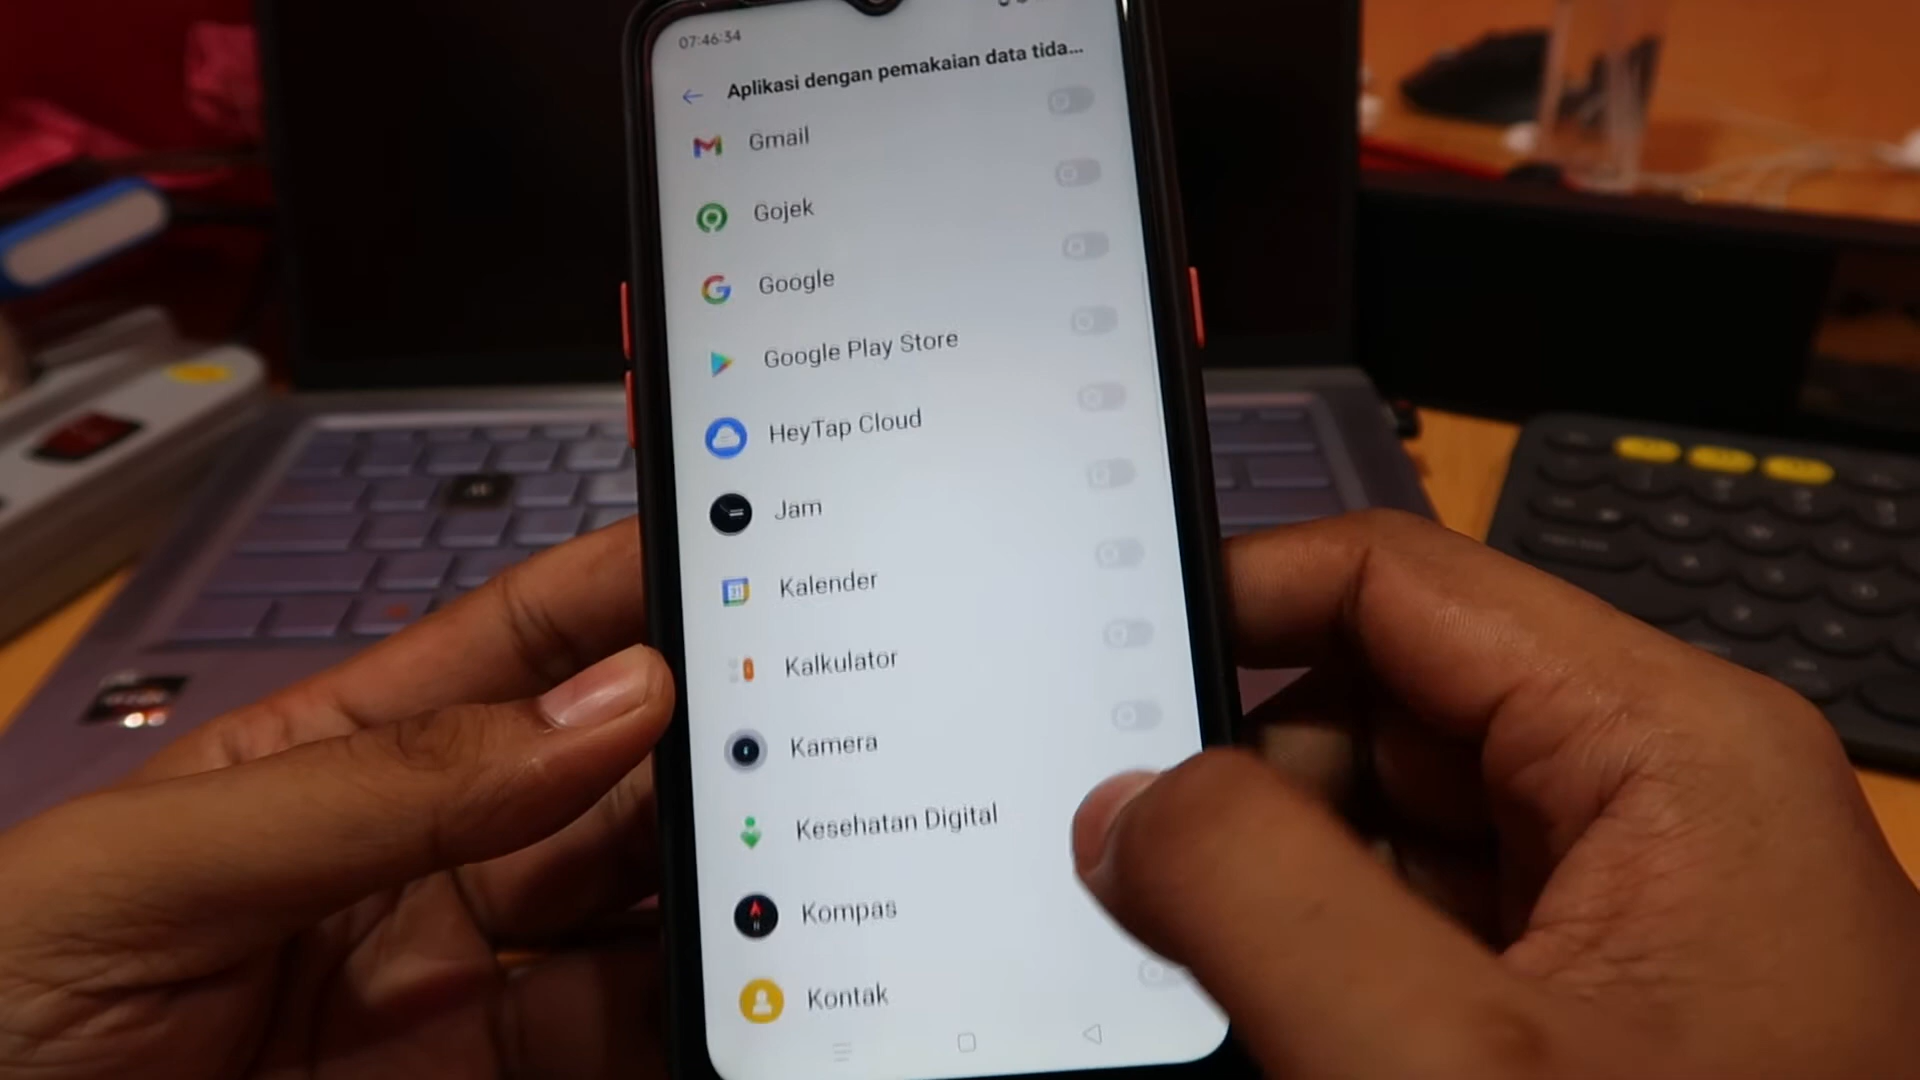 07:46:34
Aplikasi dengan pemakaian data tida...
Gmail
Gojek
Google
Google Play Store
HeyTap Cloud
Jam
Kalender
Kalkulator
Kamera
Kesehatan Digital
Kompas
Kontak